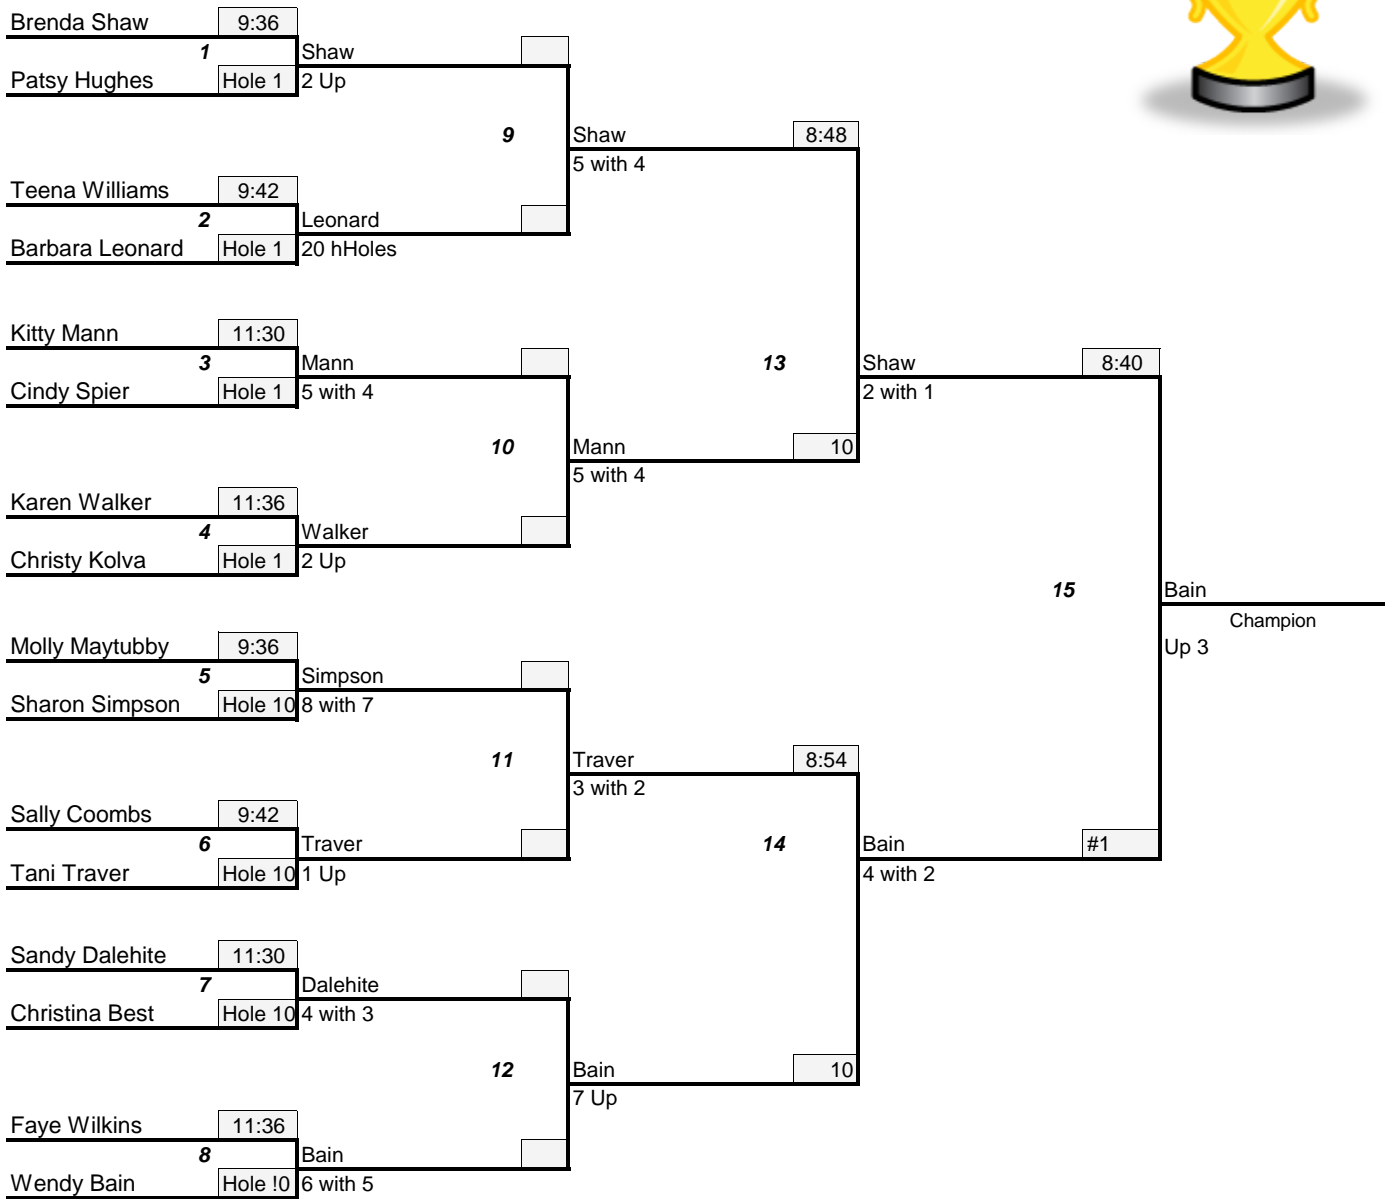 Brenda Shaw 9:36
1 Shaw
Patsy Hughes Hole 1 2 Up
9 Shaw 8:48
5 with 4
Teena Williams 9:42
2 Leonard
Barbara Leonard Hole 1 20 hHoles
Kitty Mann 11:30
3 Mann 13 Shaw 8:40
Cindy Spier Hole 1 5 with 4 2 with 1
10 Mann 10
5 with 4
Karen Walker 11:36
4 Walker
Christy Kolva Hole 1 2 Up
15 Bain
Champion
Molly Maytubby 9:36 Up 3
5 Simpson
Sharon Simpson Hole 10 8 with 7
11 Traver 8:54
3 with 2
Sally Coombs 9:42
6 Traver 14 Bain #1
Tani Traver Hole 10 1 Up 4 with 2
Sandy Dalehite 11:30
7 Dalehite
Christina Best Hole 10 4 with 3
12 Bain 10
7 Up
Faye Wilkins 11:36
8 Bain
Wendy Bain Hole !0 6 with 5